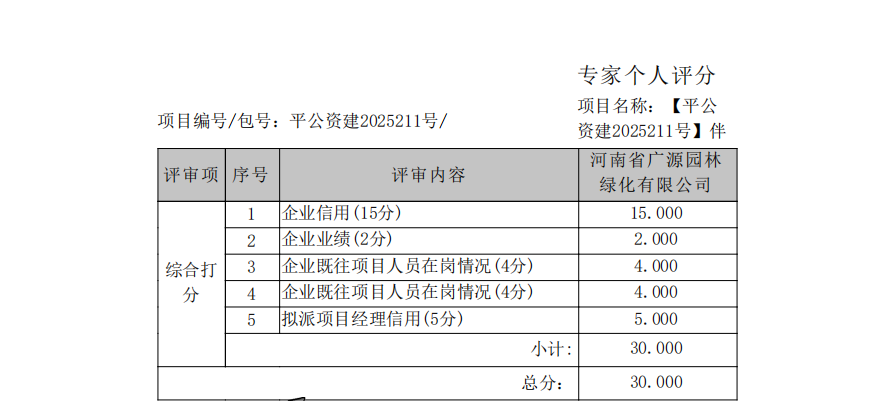 专家个人评分
项目编号/包号：平公资建2025211号/
项目名称：【平公
资建2025211号】伴
评审项 序号 评审内容 河南省广源园林
绿化有限公司
综合打
分
1 企业信用(15分) 15.000
2 企业业绩(2分) 2.000
3 企业既往项目人员在岗情况(4分) 4.000
4 企业既往项目人员在岗情况(4分) 4.000
5 拟派项目经理信用(5分) 5.000
小计: 30.000
总分： 30.000